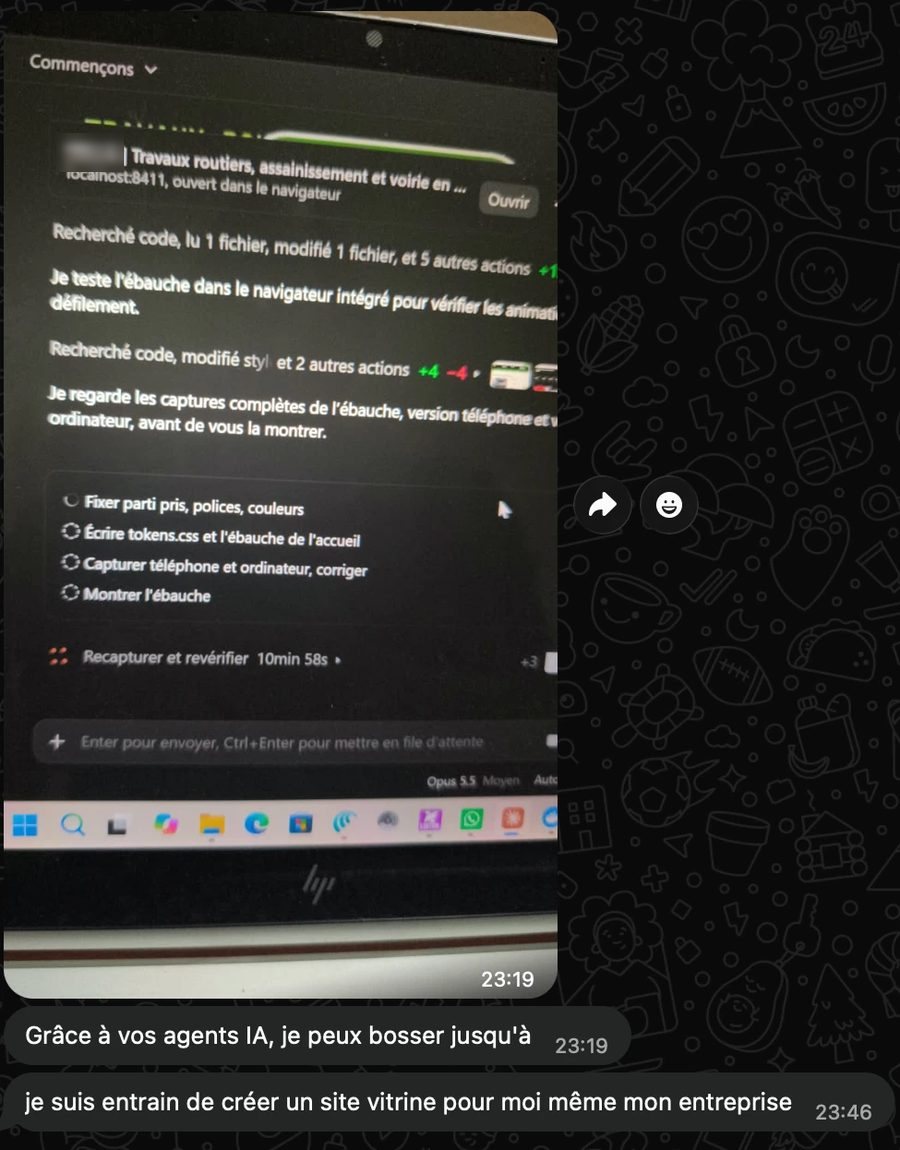 Commençons
| Travaux routiers, assainissement et voirie en ...
localhost:8411, ouvert dans le navigateur
Ouvrir
Recherché code, lu 1 fichier, modifié 1 fichier, et 5 autres actions +1
Je teste l'ébauche dans le navigateur intégré pour vérifier les animati
défilement.
Recherché code, modifié styl et 2 autres actions +4 -4
Je regarde les captures complètes de l'ébauche, version téléphone et v
ordinateur, avant de vous la montrer.
Fixer parti pris, polices, couleurs
Écrire tokens.css et l'ébauche de l'accueil
Capturer téléphone et ordinateur, corriger
Montrer l'ébauche
Recapturer et revérifier 10min 58s
+3
Enter pour envoyer, Ctrl+Enter pour mettre en file d'attente
Opus 5.5 Moyen Auto
hp
23:19
Grâce à vos agents IA, je peux bosser jusqu'à 23:19
je suis entrain de créer un site vitrine pour moi même mon entreprise 23:46
24